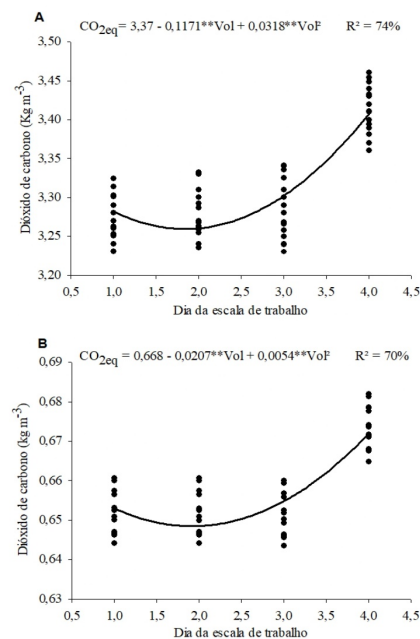 A
CO2eq = 3,37 - 0,1171**Vol + 0,0318**Vol² R² = 74%
Dióxido de carbono (Kg m-3)
3,50
3,45
3,40
3,35
3,30
3,25
3,20
0,5 1,0 1,5 2,0 2,5 3,0 3,5 4,0 4,5
Dia da escala de trabalho
B
CO2eq = 0,668 - 0,0207**Vol + 0,0054**Vol² R² = 70%
Dióxido de carbono (kg m-3)
0,69
0,68
0,67
0,66
0,65
0,64
0,63
0,5 1,0 1,5 2,0 2,5 3,0 3,5 4,0 4,5
Dia da escala de trabalho